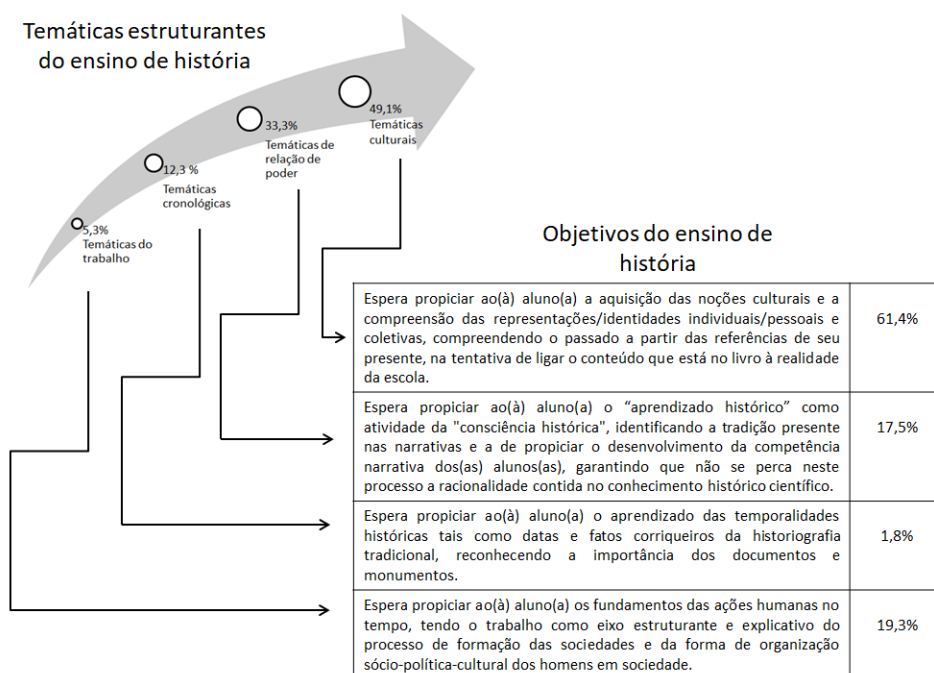 Temáticas estruturantes
do ensino de história
49,1%
Temáticas
culturais
33,3%
Temáticas de
relação de
poder
12,3 %
Temáticas
cronológicas
5,3%
Temáticas do
trabalho
Objetivos do ensino de
história
Espera propiciar ao(à) aluno(a) a aquisição das noções culturais e a
compreensão das representações/identidades individuais/pessoais e
coletivas, compreendendo o passado a partir das referências de seu
presente, na tentativa de ligar o conteúdo que está no livro à realidade
da escola.
61,4%
Espera propiciar ao(à) aluno(a) o “aprendizado histórico” como
atividade da "consciência histórica", identificando a tradição presente
nas narrativas e a de propiciar o desenvolvimento da competência
narrativa dos(as) alunos(as), garantindo que não se perca neste
processo a racionalidade contida no conhecimento histórico científico.
17,5%
Espera propiciar ao(à) aluno(a) o aprendizado das temporalidades
históricas tais como datas e fatos corriqueiros da historiografia
tradicional, reconhecendo a importância dos documentos e
monumentos.
1,8%
Espera propiciar ao(à) aluno(a) os fundamentos das ações humanas no
tempo, tendo o trabalho como eixo estruturante e explicativo do
processo de formação das sociedades e da forma de organização
sócio-política-cultural dos homens em sociedade.
19,3%